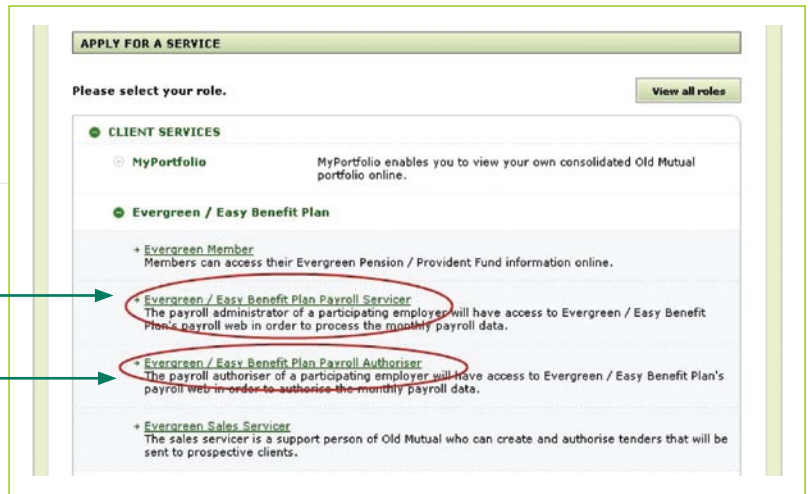 APPLY FOR A SERVICE
Please select your role.
View all roles
CLIENT SERVICES
MyPortfolio
MyPortfolio enables you to view your own consolidated Old Mutual
portfolio online.
Evergreen / Easy Benefit Plan
Evergreen Member
Members can access their Evergreen Pension / Provident Fund information online.
Evergreen / Easy Benefit Plan Payroll Servicer
The payroll administrator of a participating employer will have access to Evergreen / Easy Benefit
Plan's payroll web in order to process the monthly payroll data.
Evergreen / Easy Benefit Plan Payroll Authoriser
The payroll authoriser of a participating employer will have access to Evergreen / Easy Benefit Plan's
payroll web in order to authorise the monthly payroll data.
Evergreen Sales Servicer
The sales servicer is a support person of Old Mutual who can create and authorise tenders that will be
sent to prospective clients.